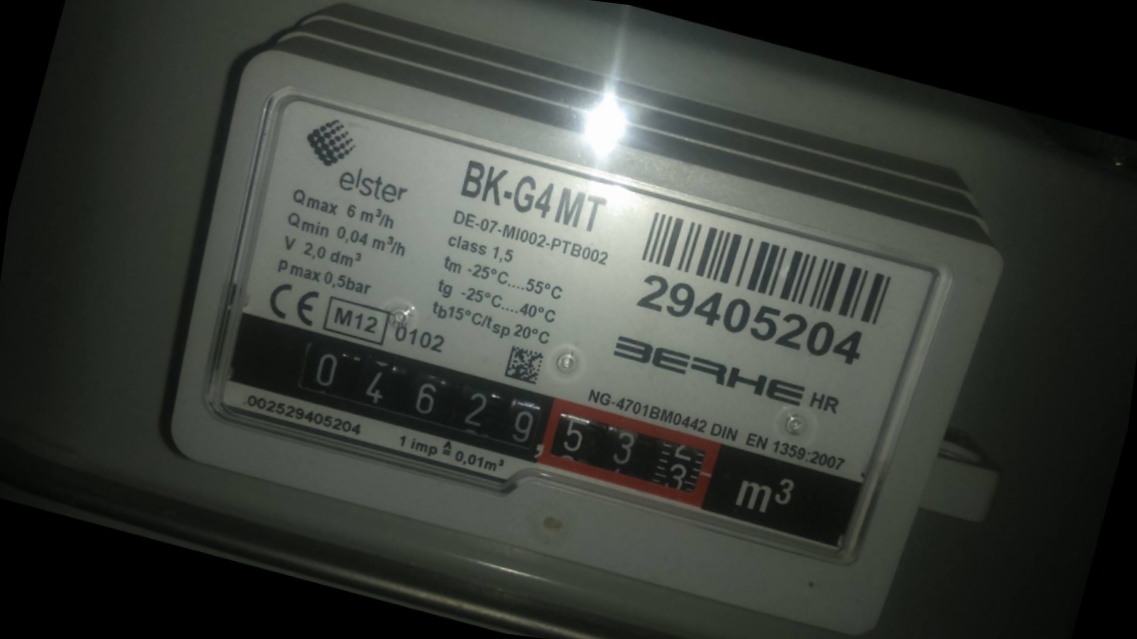 elster
Qmax 6 m³/h
Qmin 0,04 m³/h
V 2,0 dm³
pmax 0,5bar
CE M12 0102
BK-G4 MT
DE-07-MI002-PTB002
class 1,5
tm -25°C....55°C
tg -25°C....40°C
tb15°C/tsp 20°C
29405204
BERHE HR
NG-4701BM0442 DIN EN 1359:2007
04629,532
3
m³
.002529405204
1 imp ≙ 0,01m³